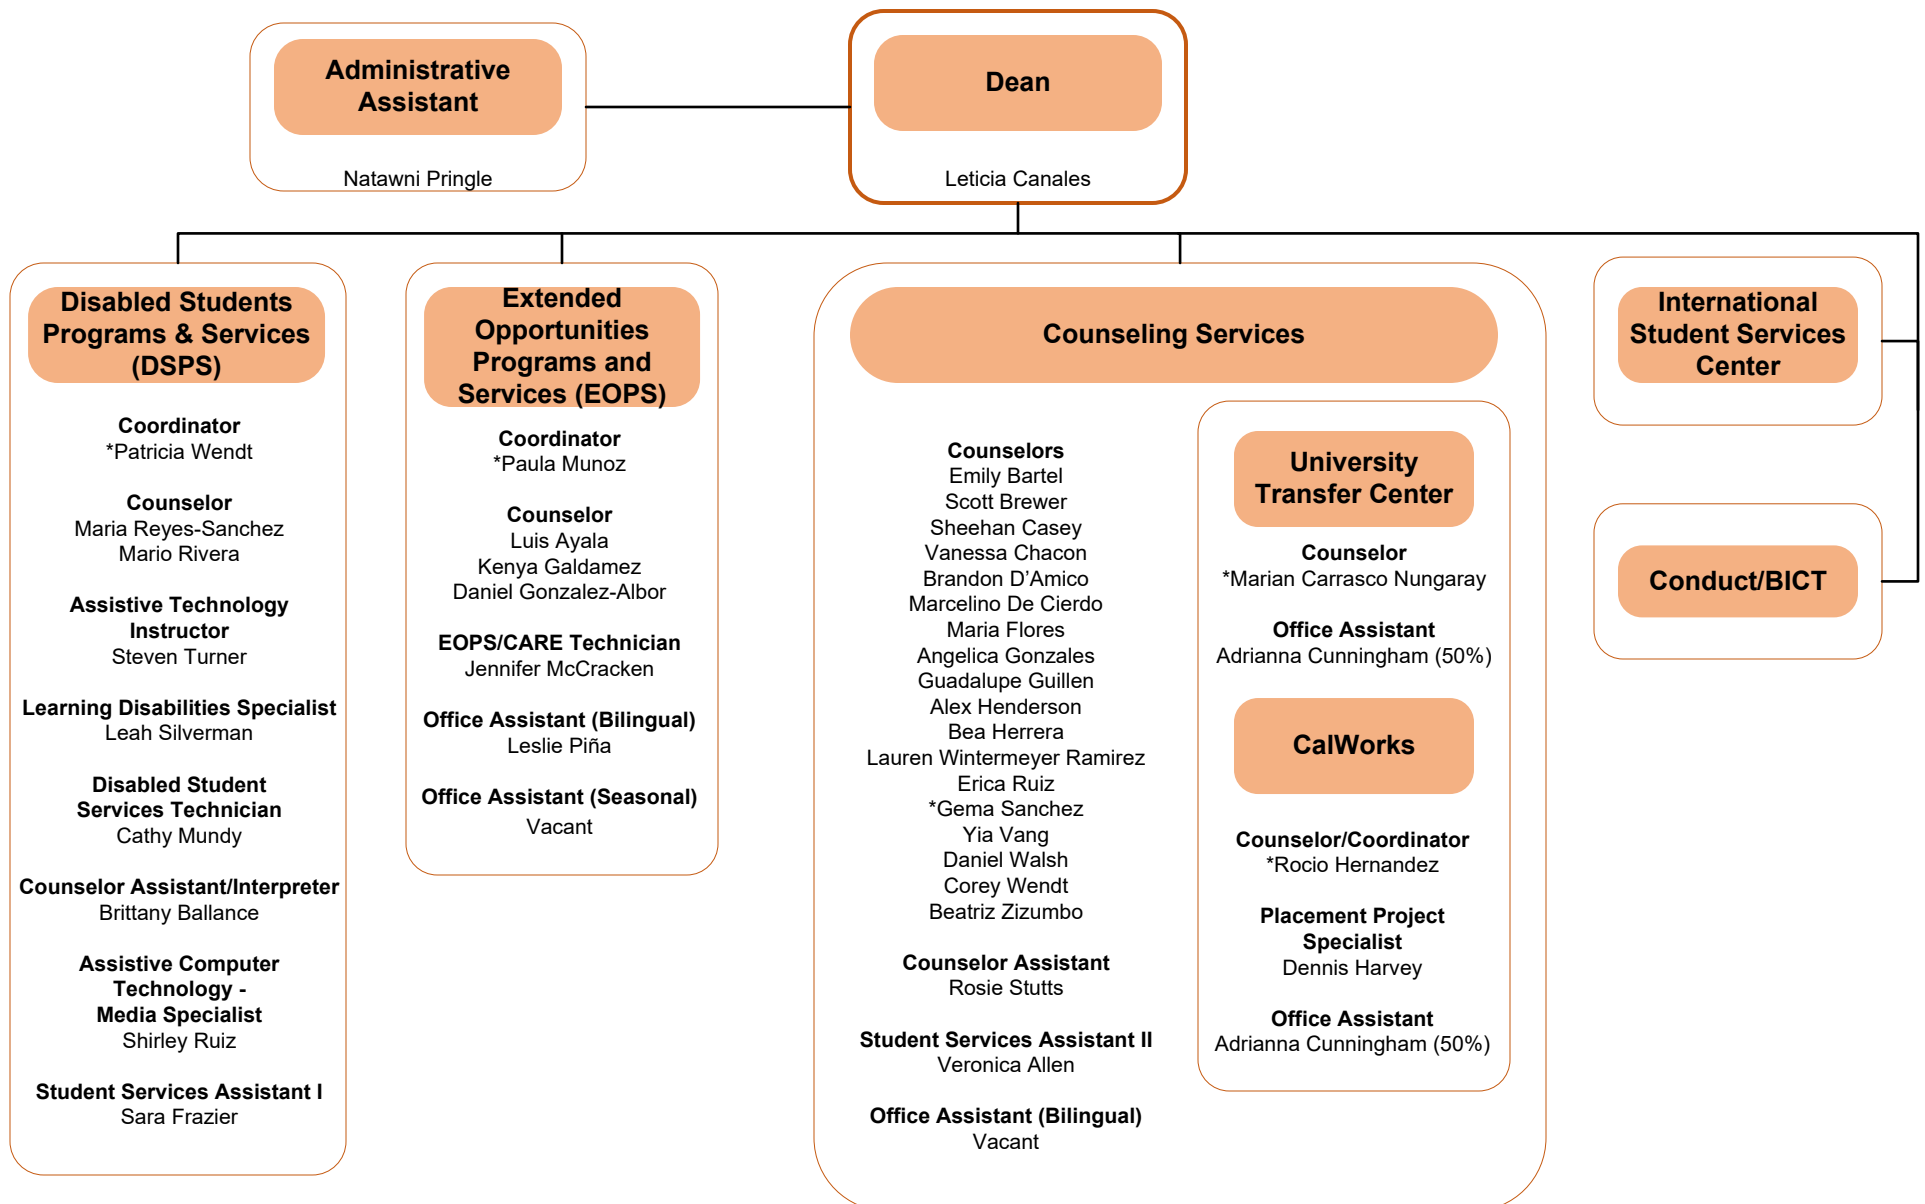 Administrative
Assistant
Natawni Pringle
Dean
Leticia Canales
Disabled Students
Programs & Services
(DSPS)
Coordinator
*Patricia Wendt
Counselor
Maria Reyes-Sanchez
Mario Rivera
Assistive Technology
Instructor
Steven Turner
Learning Disabilities Specialist
Leah Silverman
Disabled Student
Services Technician
Cathy Mundy
Counselor Assistant/Interpreter
Brittany Ballance
Assistive Computer
Technology -
Media Specialist
Shirley Ruiz
Student Services Assistant I
Sara Frazier
Extended
Opportunities
Programs and
Services (EOPS)
Coordinator
*Paula Munoz
Counselor
Luis Ayala
Kenya Galdamez
Daniel Gonzalez-Albor
EOPS/CARE Technician
Jennifer McCracken
Office Assistant (Bilingual)
Leslie Piña
Office Assistant (Seasonal)
Vacant
Counseling Services
Counselors
Emily Bartel
Scott Brewer
Sheehan Casey
Vanessa Chacon
Brandon D’Amico
Marcelino De Cierdo
Maria Flores
Angelica Gonzales
Guadalupe Guillen
Alex Henderson
Bea Herrera
Lauren Wintermeyer Ramirez
Erica Ruiz
*Gema Sanchez
Yia Vang
Daniel Walsh
Corey Wendt
Beatriz Zizumbo
Counselor Assistant
Rosie Stutts
Student Services Assistant II
Veronica Allen
Office Assistant (Bilingual)
Vacant
University
Transfer Center
Counselor
*Marian Carrasco Nungaray
Office Assistant
Adrianna Cunningham (50%)
CalWorks
Counselor/Coordinator
*Rocio Hernandez
Placement Project
Specialist
Dennis Harvey
Office Assistant
Adrianna Cunningham (50%)
International
Student Services
Center
Conduct/BICT